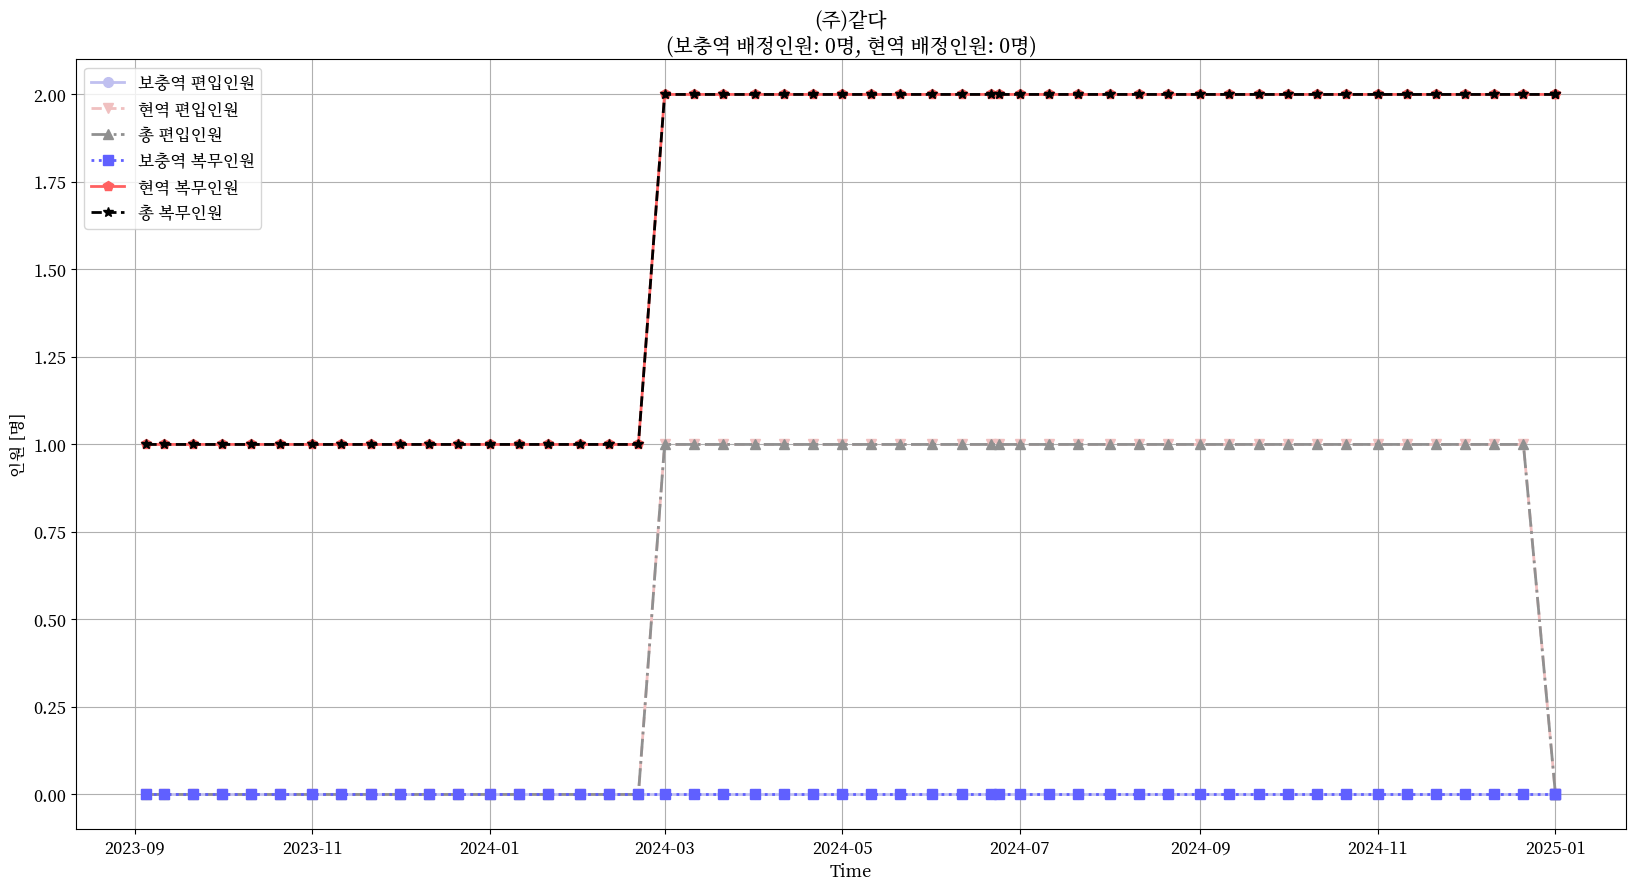 (주)같다
(보충역 배정인원: 0명, 현역 배정인원: 0명)
보충역 편입인원
현역 편입인원
총 편입인원
보충역 복무인원
현역 복무인원
총 복무인원
2.00
1.75
1.50
1.25
1.00
0.75
0.50
0.25
0.00
인원 [명]
2023-09 2023-11 2024-01 2024-03 2024-05 2024-07 2024-09 2024-11 2025-01
Time